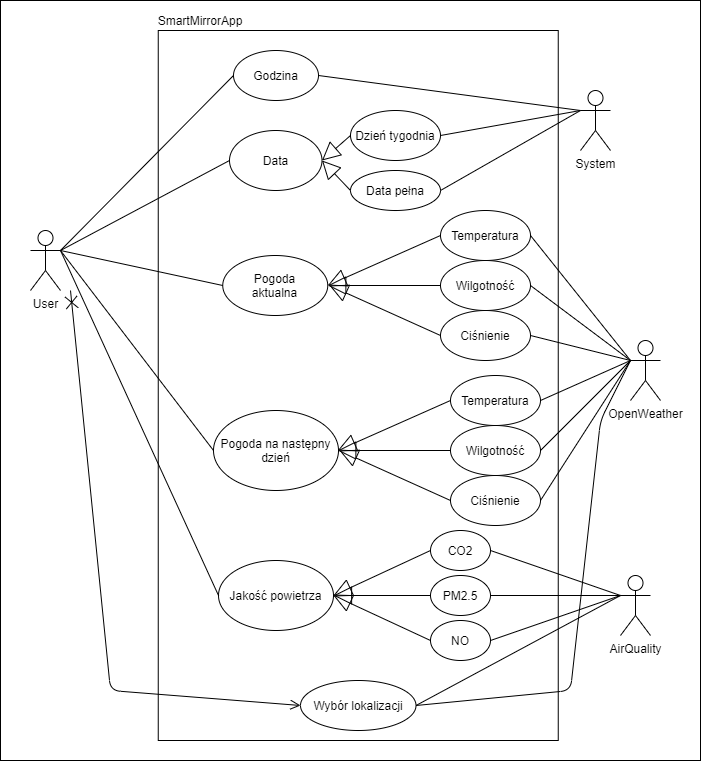 SmartMirrorApp
Godzina
Dzień tygodnia
Data
System
Data pełna
Temperatura
User
Pogoda
aktualna
Wilgotność
Ciśnienie
OpenWeather
Temperatura
Pogoda na następny
dzień
Wilgotność
Ciśnienie
CO2
Jakość powietrza
PM2.5
NO
AirQuality
Wybór lokalizacji